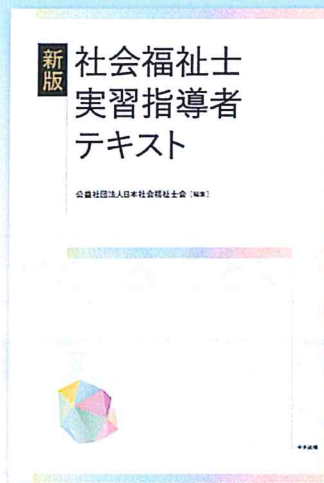 新版
社会福祉士
実習指導者
テキスト
公益社団法人日本社会福祉士会［編集］
中央法規